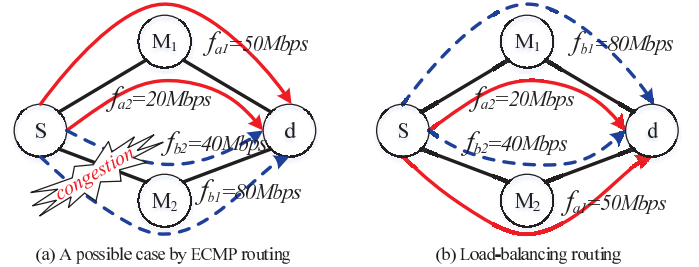 M1
fa1=50Mbps
fa2=20Mbps
S
d
fb2=40Mbps
congestion
M2
fb1=80Mbps
(a) A possible case by ECMP routing
M1
fb1=80Mbps
fa2=20Mbps
S
d
fb2=40Mbps
M2
fa1=50Mbps
(b) Load-balancing routing